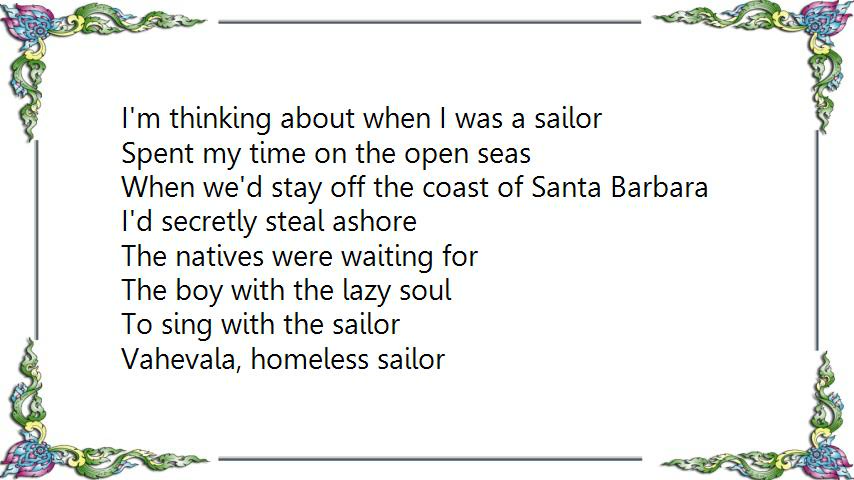 I'm thinking about when I was a sailor
Spent my time on the open seas
When we'd stay off the coast of Santa Barbara
I'd secretly steal ashore
The natives were waiting for
The boy with the lazy soul
To sing with the sailor
Vahevala, homeless sailor